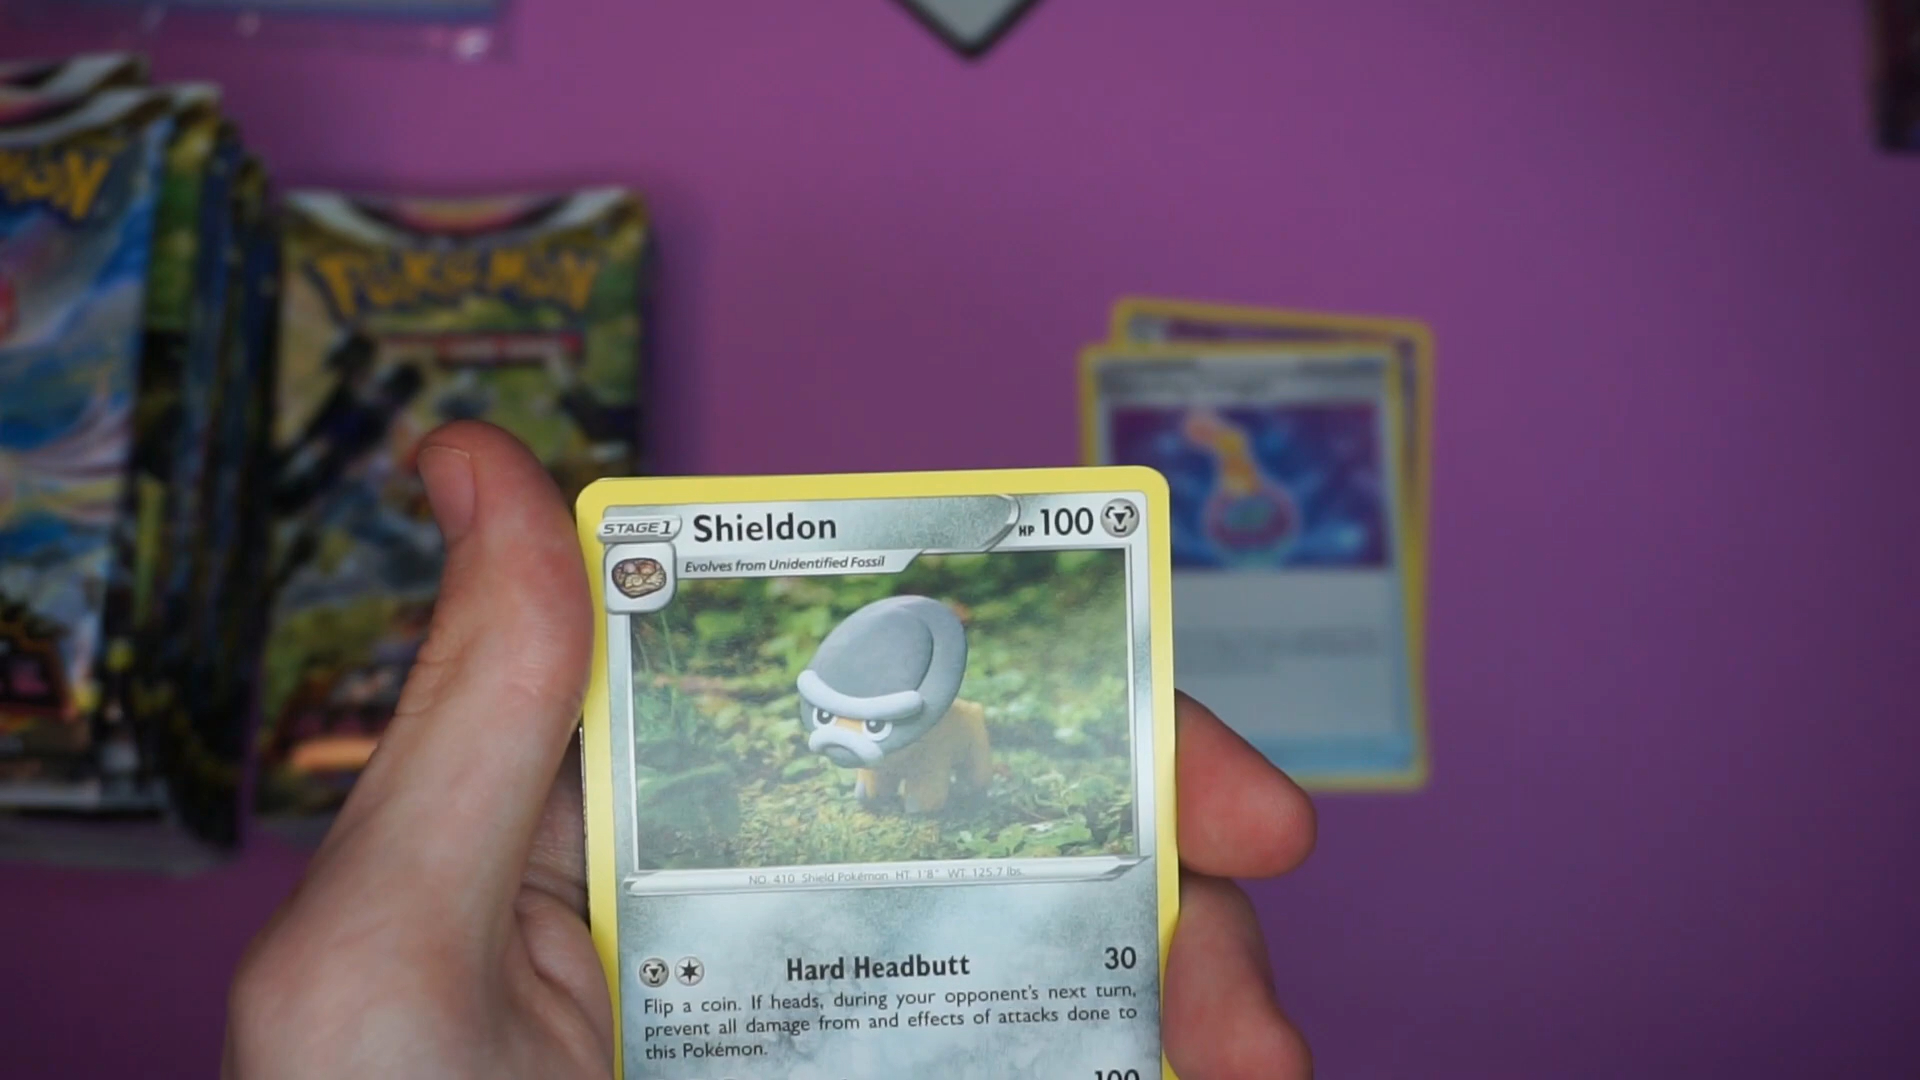 POKÉMON
STAGE 1 Shieldon HP 100
Evolves from Unidentified Fossil
NO. 410 Shield Pokémon HT: 1'8" WT: 125.7 lbs.
Hard Headbutt 30
Flip a coin. If heads, during your opponent's next turn,
prevent all damage from and effects of attacks done to
this Pokémon.
100